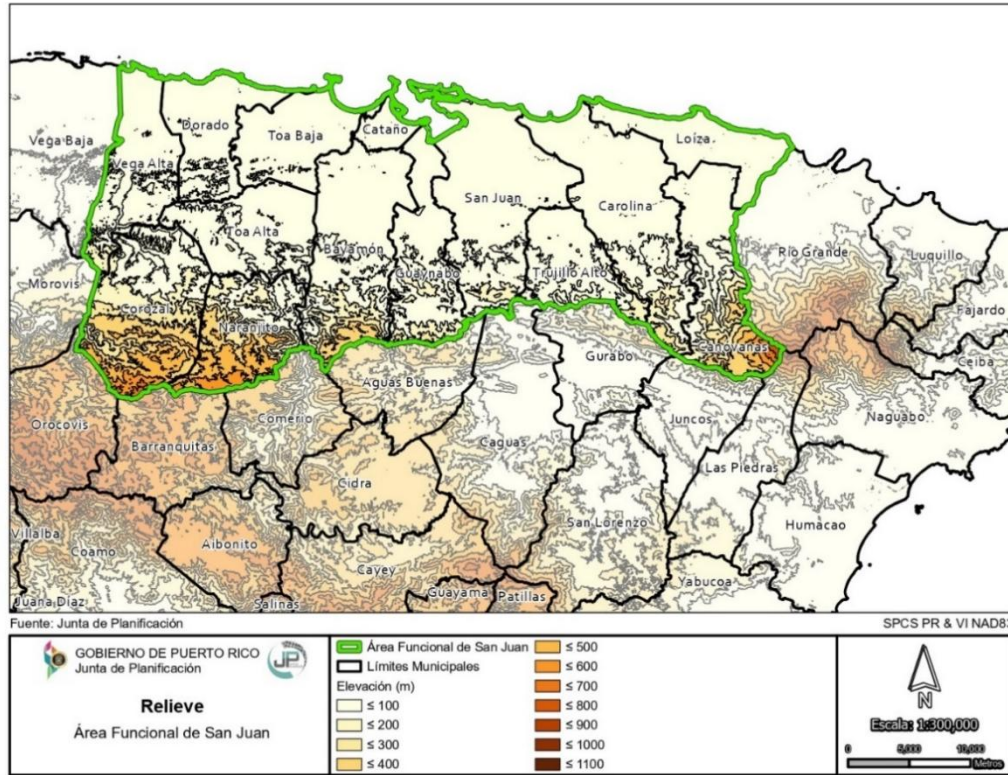 Vega Baja
Dorado
Toa Baja
Cataño
Loíza
Vega Alta
San Juan
Carolina
Toa Alta
Bayamón
Río Grande
Luquillo
Guaynabo
Trujillo Alto
Morovis
Corozal
Fajardo
Naranjito
Canóvanas
Gurabo
Ceiba
Aguas Buenas
Orocovis
Comerío
Juncos
Naguabo
Barranquitas
Caguas
Las Piedras
Cidra
San Lorenzo
Humacao
Villalba
Coamo
Aibonito
Cayey
Yabucoa
Juana Díaz
Salinas
Guayama
Patillas
Fuente: Junta de Planificación
SPCS PR & VI NAD83
GOBIERNO DE PUERTO RICO
Junta de Planificación
JP
Relieve
Área Funcional de San Juan
Área Funcional de San Juan
Límites Municipales
Elevación (m)
≤ 100
≤ 200
≤ 300
≤ 400
≤ 500
≤ 600
≤ 700
≤ 800
≤ 900
≤ 1000
≤ 1100
N
Escala: 1:300,000
0 5,000 10,000
Metros